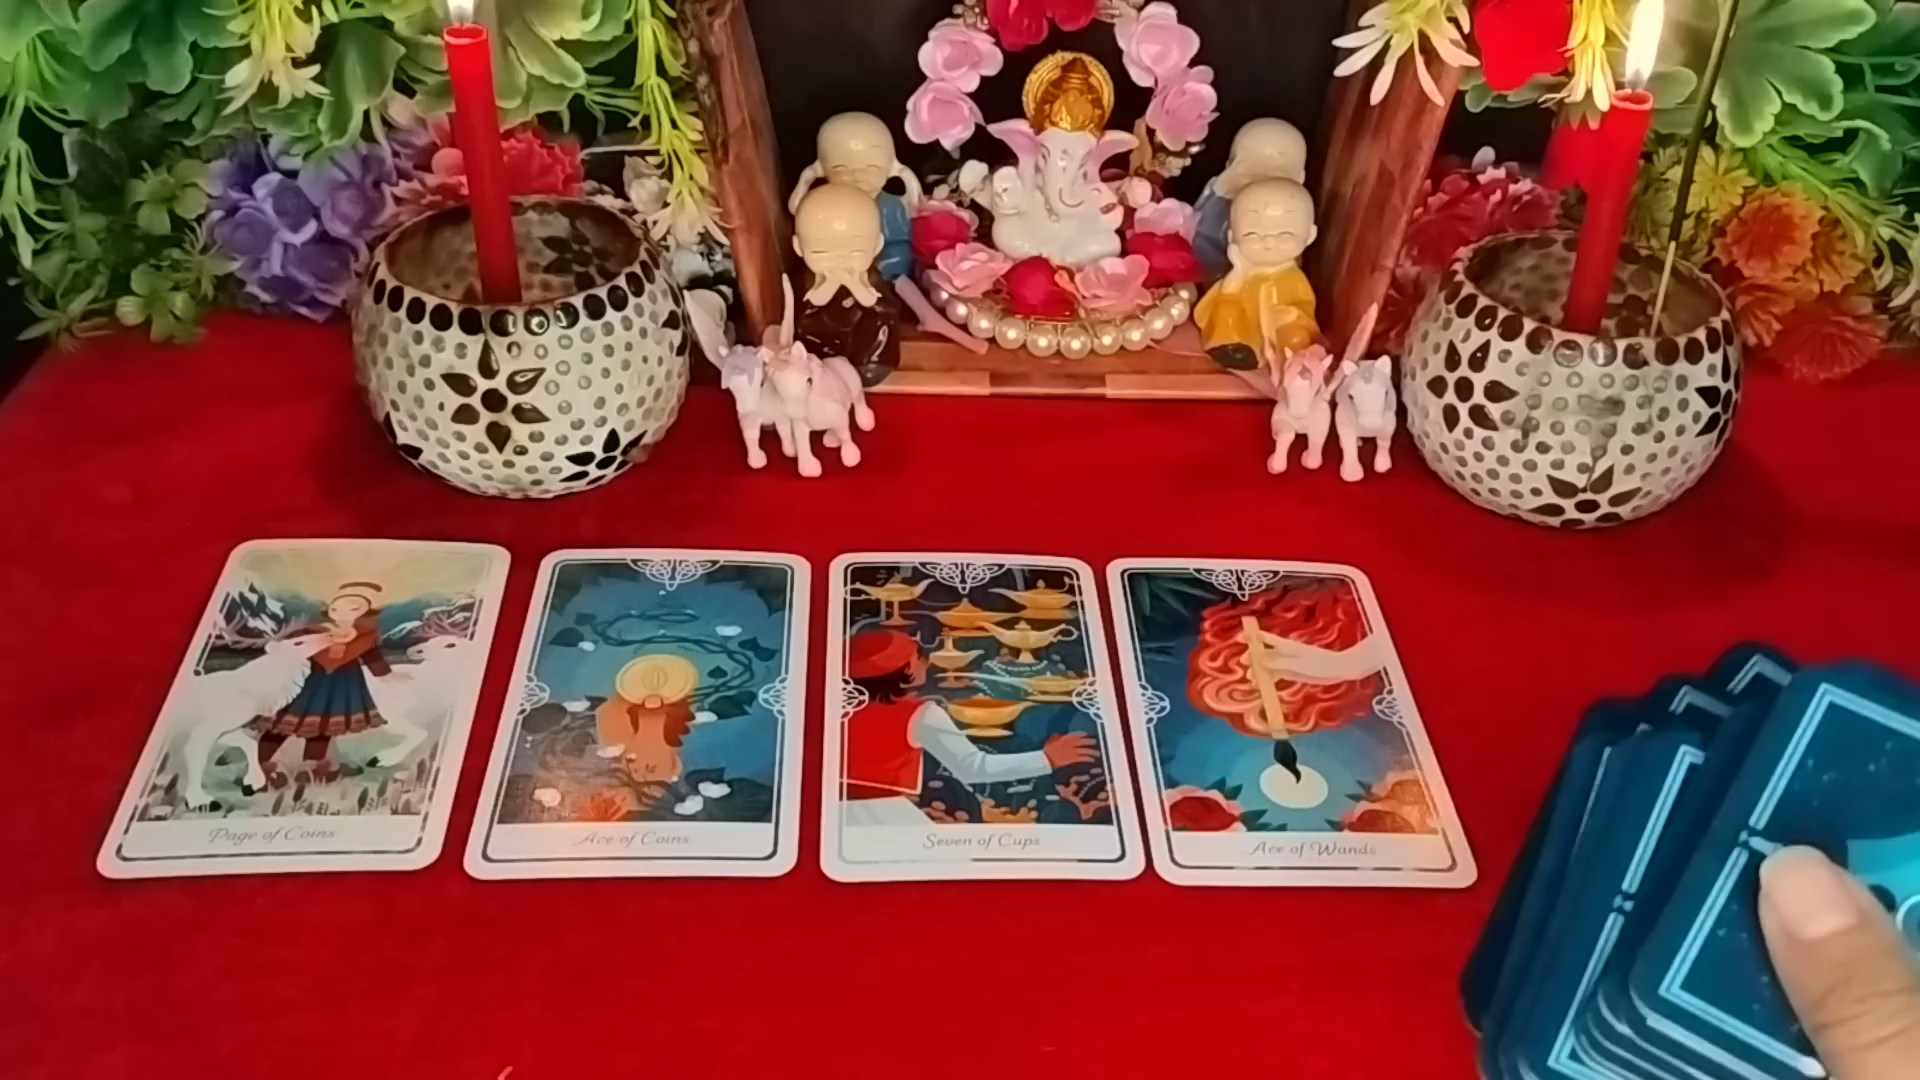 Page of Coins
Ace of Coins
Seven of Cups
Ace of Wands